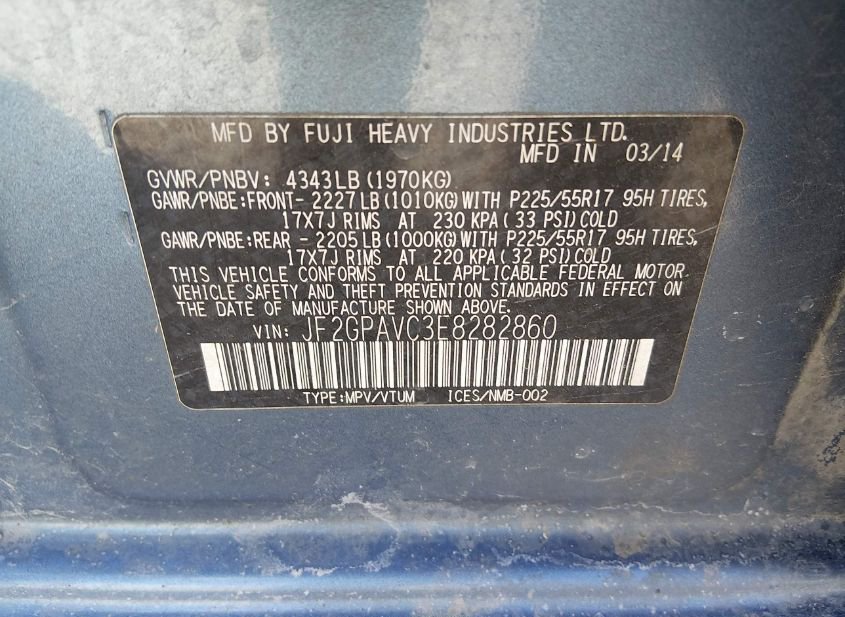 MFD BY FUJI HEAVY INDUSTRIES LTD.
MFD IN 03/14
GVWR/PNBV: 4343LB (1970KG)
GAWR/PNBE:FRONT- 2227 LB (1010KG) WITH P225/55R17 95H TIRES,
17X7J RIMS AT 230 KPA ( 33 PSI) COLD
GAWR/PNBE:REAR - 2205 LB (1000KG) WITH P225/55R17 95H TIRES,
17X7J RIMS AT 220 KPA ( 32 PSI) COLD
THIS VEHICLE CONFORMS TO ALL APPLICABLE FEDERAL MOTOR
VEHICLE SAFETY AND THEFT PREVENTION STANDARDS IN EFFECT ON
THE DATE OF MANUFACTURE SHOWN ABOVE.
VIN: JF2GPAVC3E8282860
TYPE:MPV/VTUM ICES/NMB-002